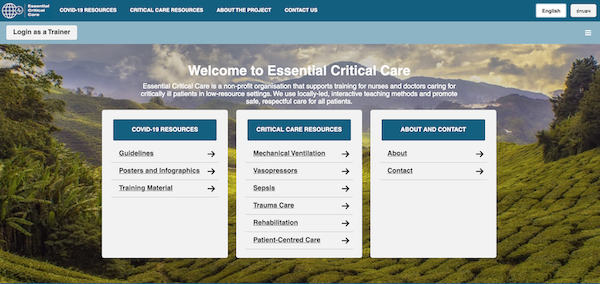 Essential
Critical
Care
COVID-19 RESOURCES
CRITICAL CARE RESOURCES
ABOUT THE PROJECT
CONTACT US
English
Login as a Trainer
Welcome to Essential Critical Care
Essential Critical Care is a non-profit organisation that supports training for nurses and doctors caring for
critically ill patients in low-resource settings. We use locally-led, interactive teaching methods and promote
safe, respectful care for all patients.
COVID-19 RESOURCES
Guidelines
Posters and Infographics
Training Material
CRITICAL CARE RESOURCES
Mechanical Ventilation
Vasopressors
Sepsis
Trauma Care
Rehabilitation
Patient-Centred Care
ABOUT AND CONTACT
About
Contact